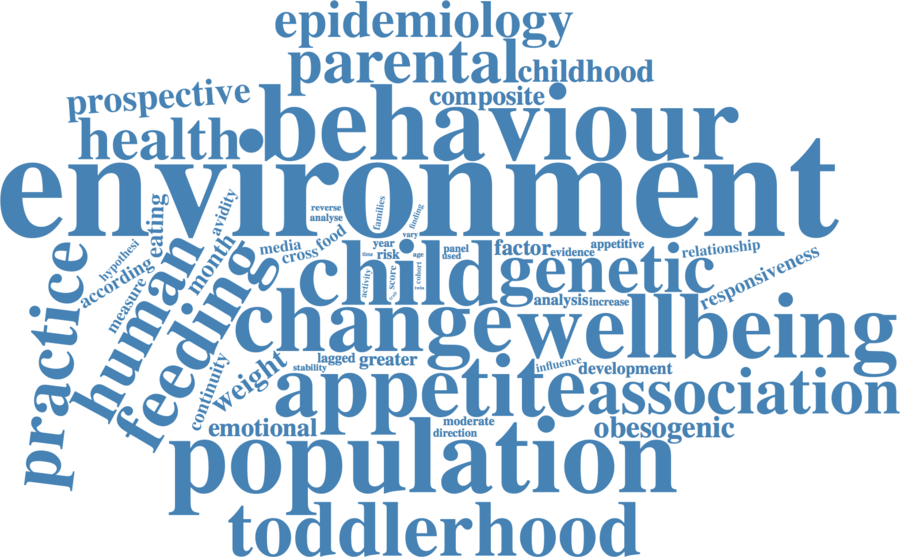 epidemiology
parental
childhood
prospective
composite
behaviour
health
environment
reverse
analyse
families
finding
vary
avidity
eating
month
hypothesi
according
measure
human
feeding
practice
media
cross
food
year
risk
time
age
activity
score
cohort
child
panel
used
factor
evidence
appetitive
relationship
genetic
responsiveness
analysis
increase
change
wellbeing
continuity
weight
stability
lagged
greater
influence
development
appetite
association
emotional
moderate
direction
obesogenic
population
toddlerhood